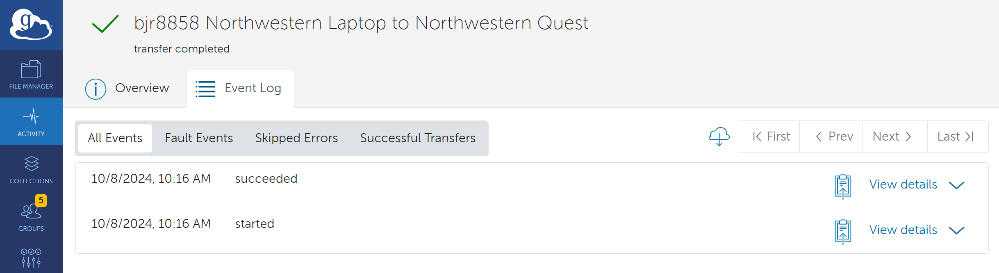 g
bjr8858 Northwestern Laptop to Northwestern Quest
transfer completed
FILE MANAGER
Overview
Event Log
ACTIVITY
All Events
Fault Events
Skipped Errors
Successful Transfers
First
Prev
Next
Last
COLLECTIONS
10/8/2024, 10:16 AM succeeded View details
5
GROUPS
10/8/2024, 10:16 AM started View details